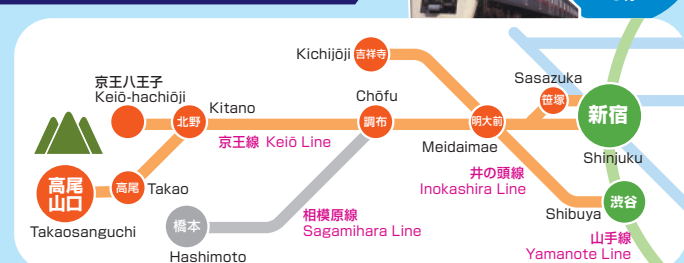 Kichijōji
吉祥寺
京王八王子
Keiō-hachiōji
Kitano
北野
Chōfu
調布
Sasazuka
笹塚
新宿
Shinjuku
明大前
Meidaimae
京王線 Keiō Line
井の頭線
Inokashira Line
高尾
山口
Takaosanguchi
高尾
Takao
橋本
Hashimoto
相模原線
Sagamihara Line
Shibuya
渋谷
山手線
Yamanote Line